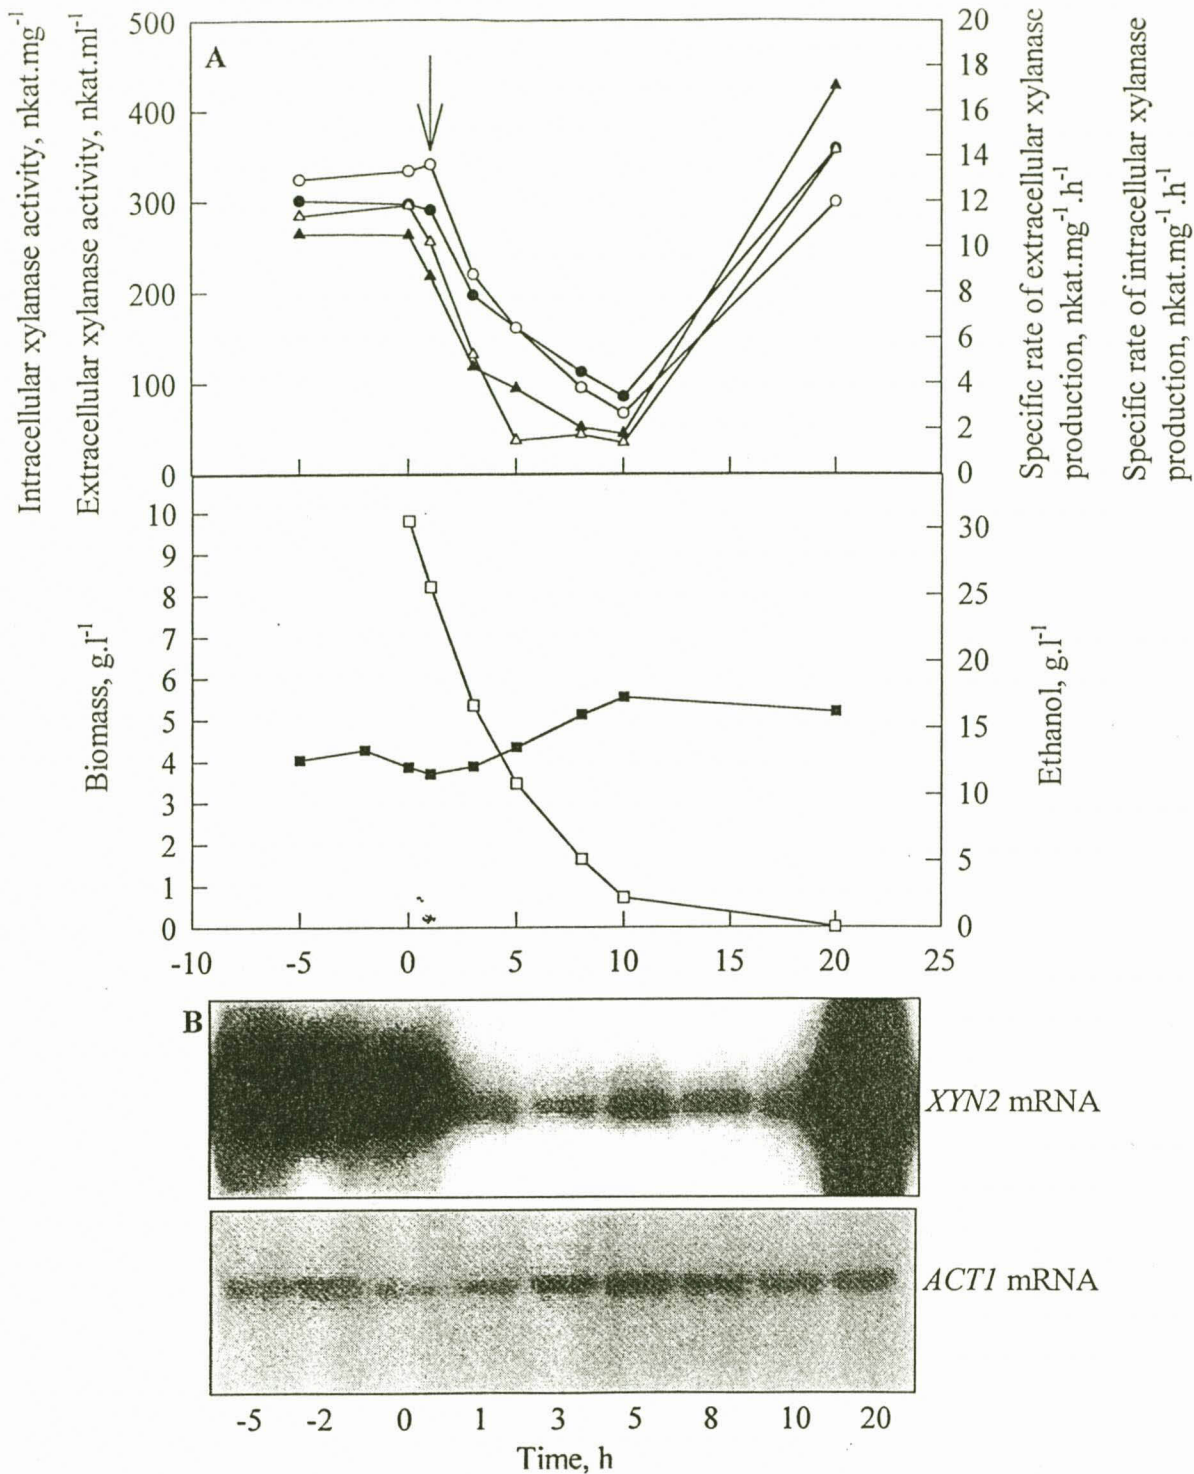 A
500
400
300
200
100
0
Intracellular xylanase activity, nkat.mg⁻¹
Extracellular xylanase activity, nkat.ml⁻¹
20
18
16
14
12
10
8
6
4
2
0
Specific rate of extracellular xylanase
production, nkat.mg⁻¹.h⁻¹
Specific rate of intracellular xylanase
production, nkat.mg⁻¹.h⁻¹
10
9
8
7
6
5
4
3
2
1
0
Biomass, g.l⁻¹
30
25
20
15
10
5
0
Ethanol, g.l⁻¹
-10 -5 0 5 10 15 20 25
B
XYN2 mRNA
ACT1 mRNA
-5 -2 0 1 3 5 8 10 20
Time, h